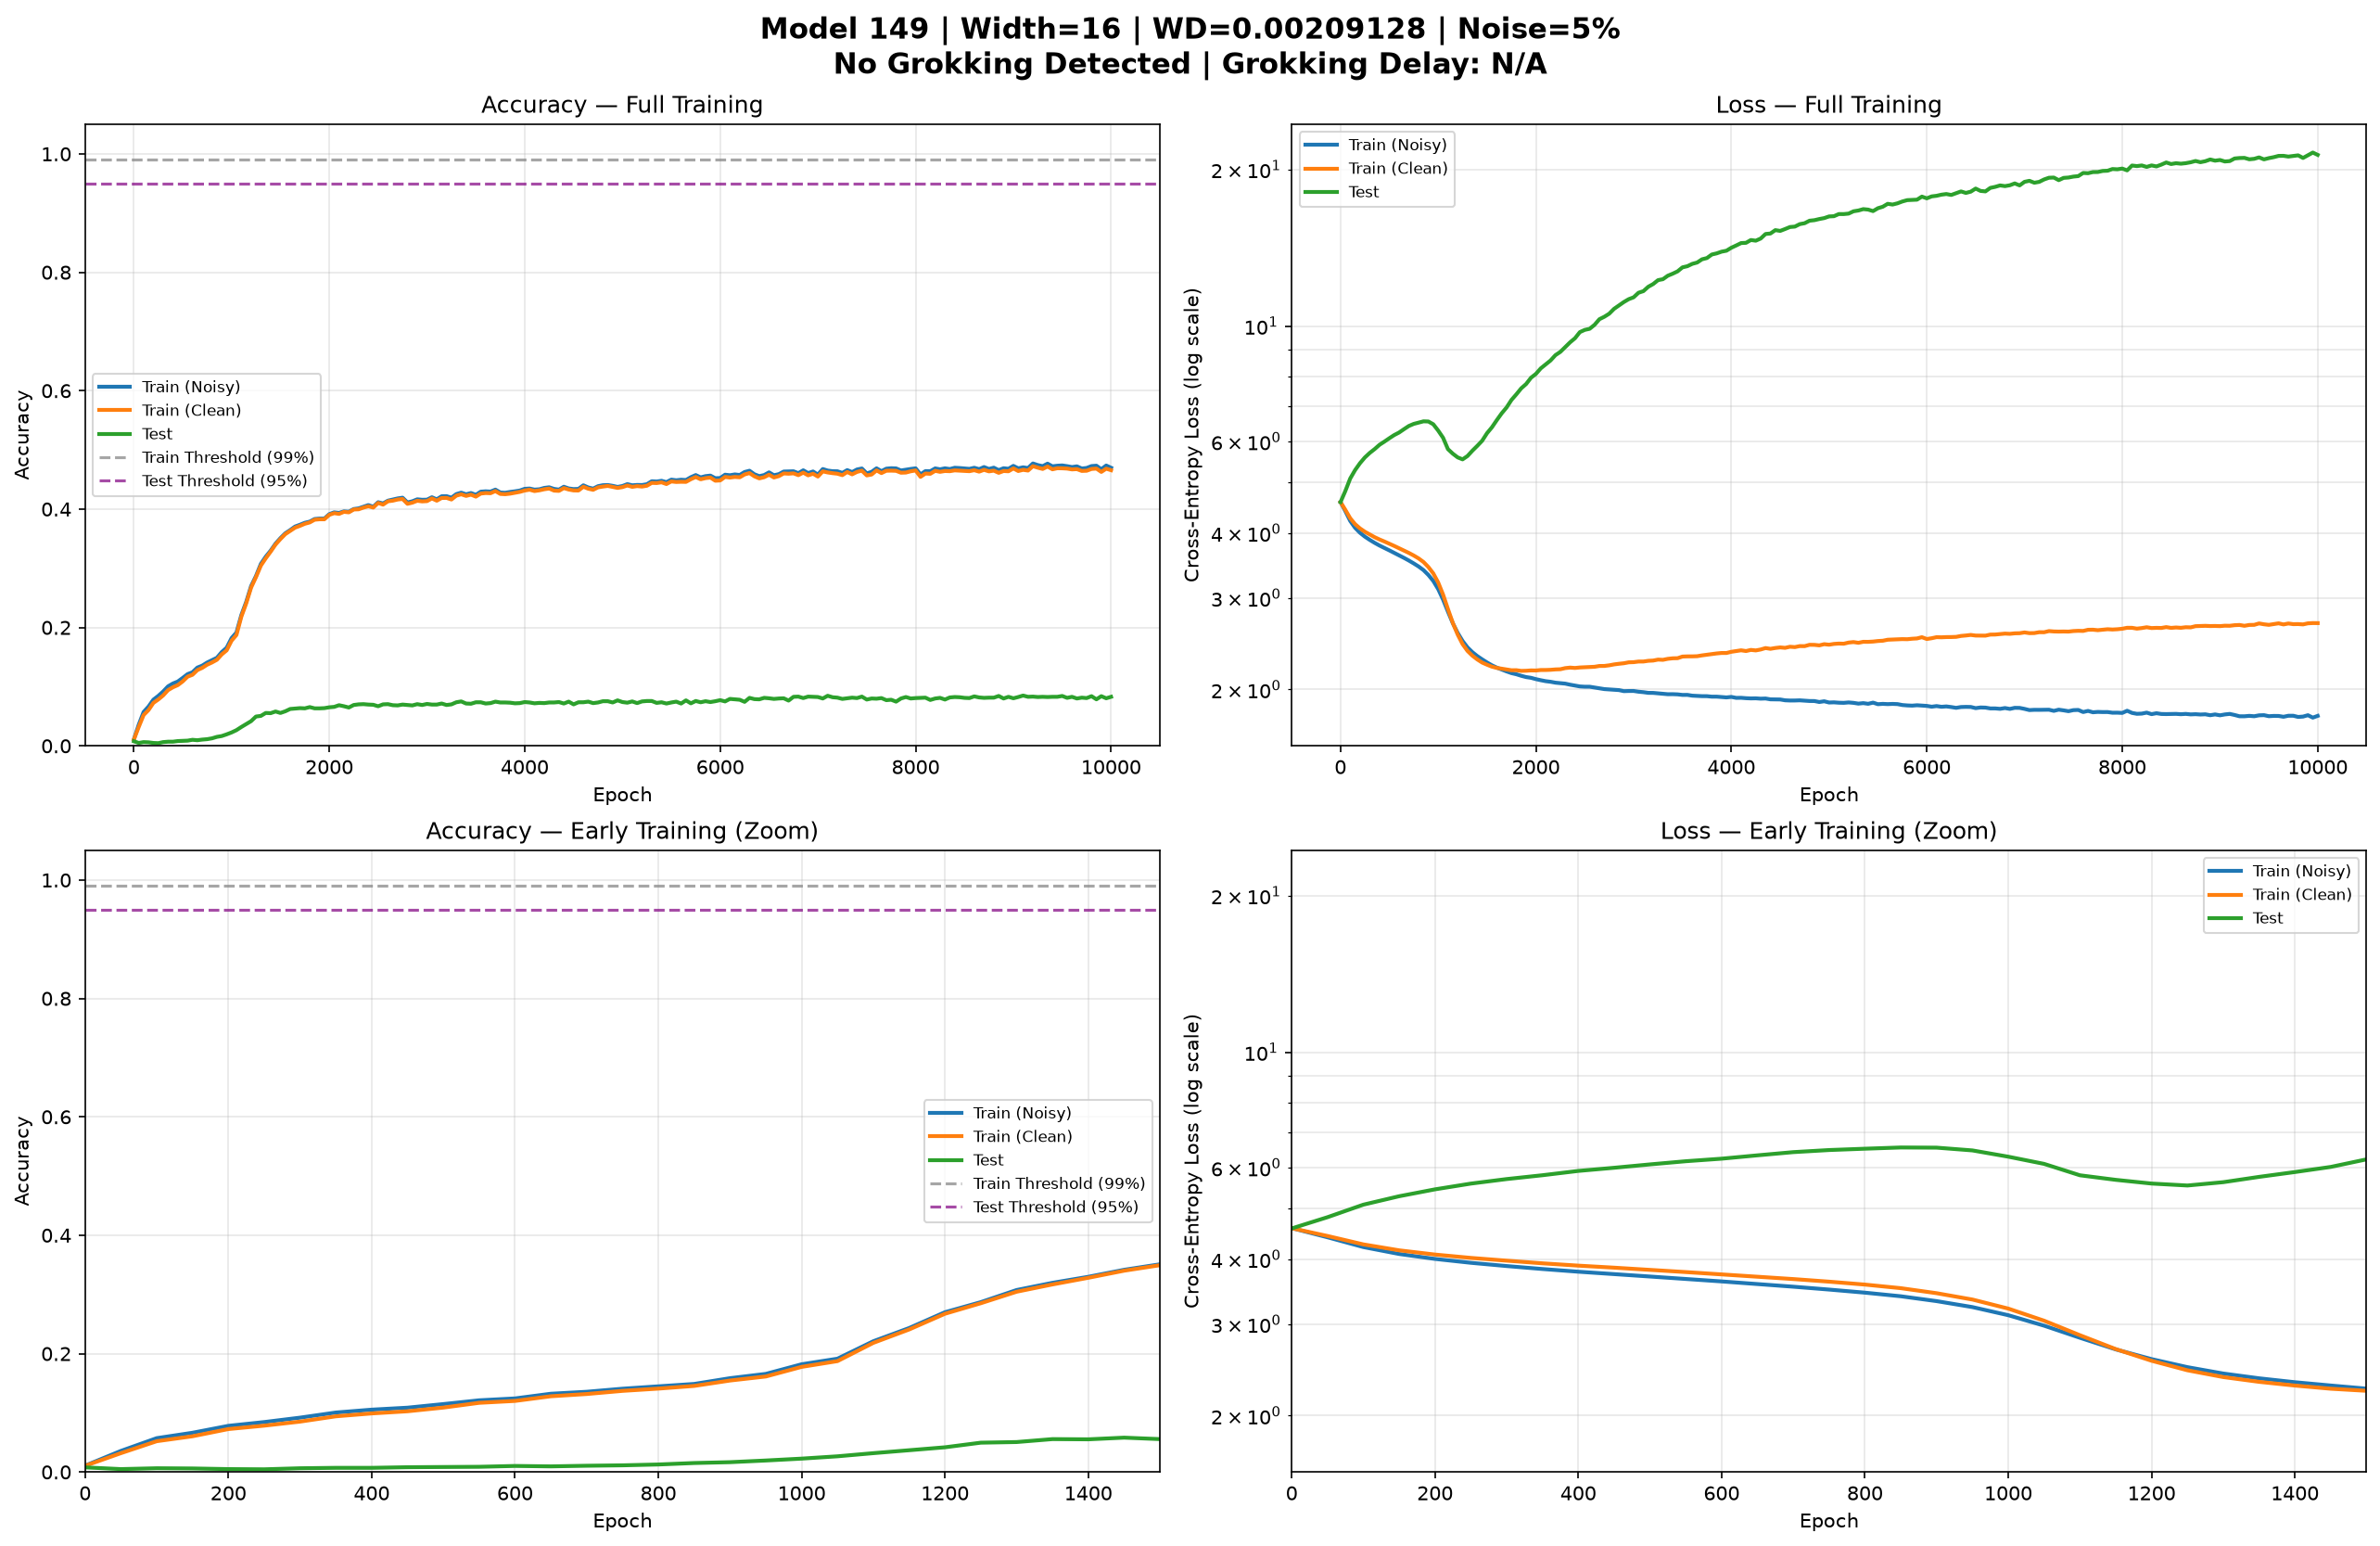 Model 149 | Width=16 | WD=0.00209128 | Noise=5%
No Grokking Detected | Grokking Delay: N/A
Accuracy — Full Training
1.0
0.8
0.6
0.4
0.2
0.0
Accuracy
Train (Noisy)
Train (Clean)
Test
Train Threshold (99%)
Test Threshold (95%)
0 2000 4000 6000 8000 10000
Epoch
Loss — Full Training
2 × 10¹
10¹
6 × 10⁰
4 × 10⁰
3 × 10⁰
2 × 10⁰
Cross-Entropy Loss (log scale)
Train (Noisy)
Train (Clean)
Test
0 2000 4000 6000 8000 10000
Epoch
Accuracy — Early Training (Zoom)
1.0
0.8
0.6
0.4
0.2
0.0
Accuracy
Train (Noisy)
Train (Clean)
Test
Train Threshold (99%)
Test Threshold (95%)
0 200 400 600 800 1000 1200 1400
Epoch
Loss — Early Training (Zoom)
2 × 10¹
10¹
6 × 10⁰
4 × 10⁰
3 × 10⁰
2 × 10⁰
Cross-Entropy Loss (log scale)
Train (Noisy)
Train (Clean)
Test
0 200 400 600 800 1000 1200 1400
Epoch